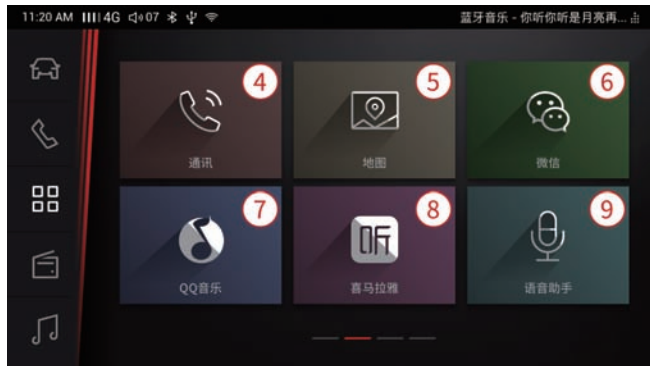 11:20 AM 4G 07 蓝牙音乐 - 你听你听是月亮再...
4 5 6
通讯 地图 微信
7 8 9
听
QQ音乐 喜马拉雅 语音助手